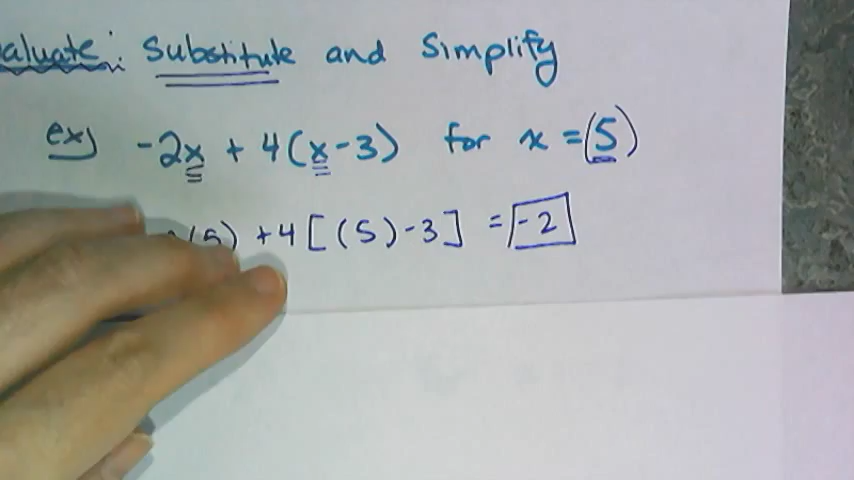 aluate: Substitute and Simplify
ex) -2x + 4(x-3) for x = (5)
(5) +4[(5)-3] = -2